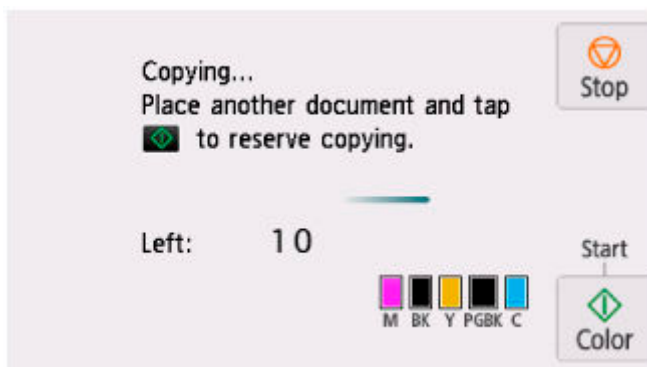 Copying...
Place another document and tap
to reserve copying.
Stop
Left: 10
Start
M BK Y PGBK C
Color